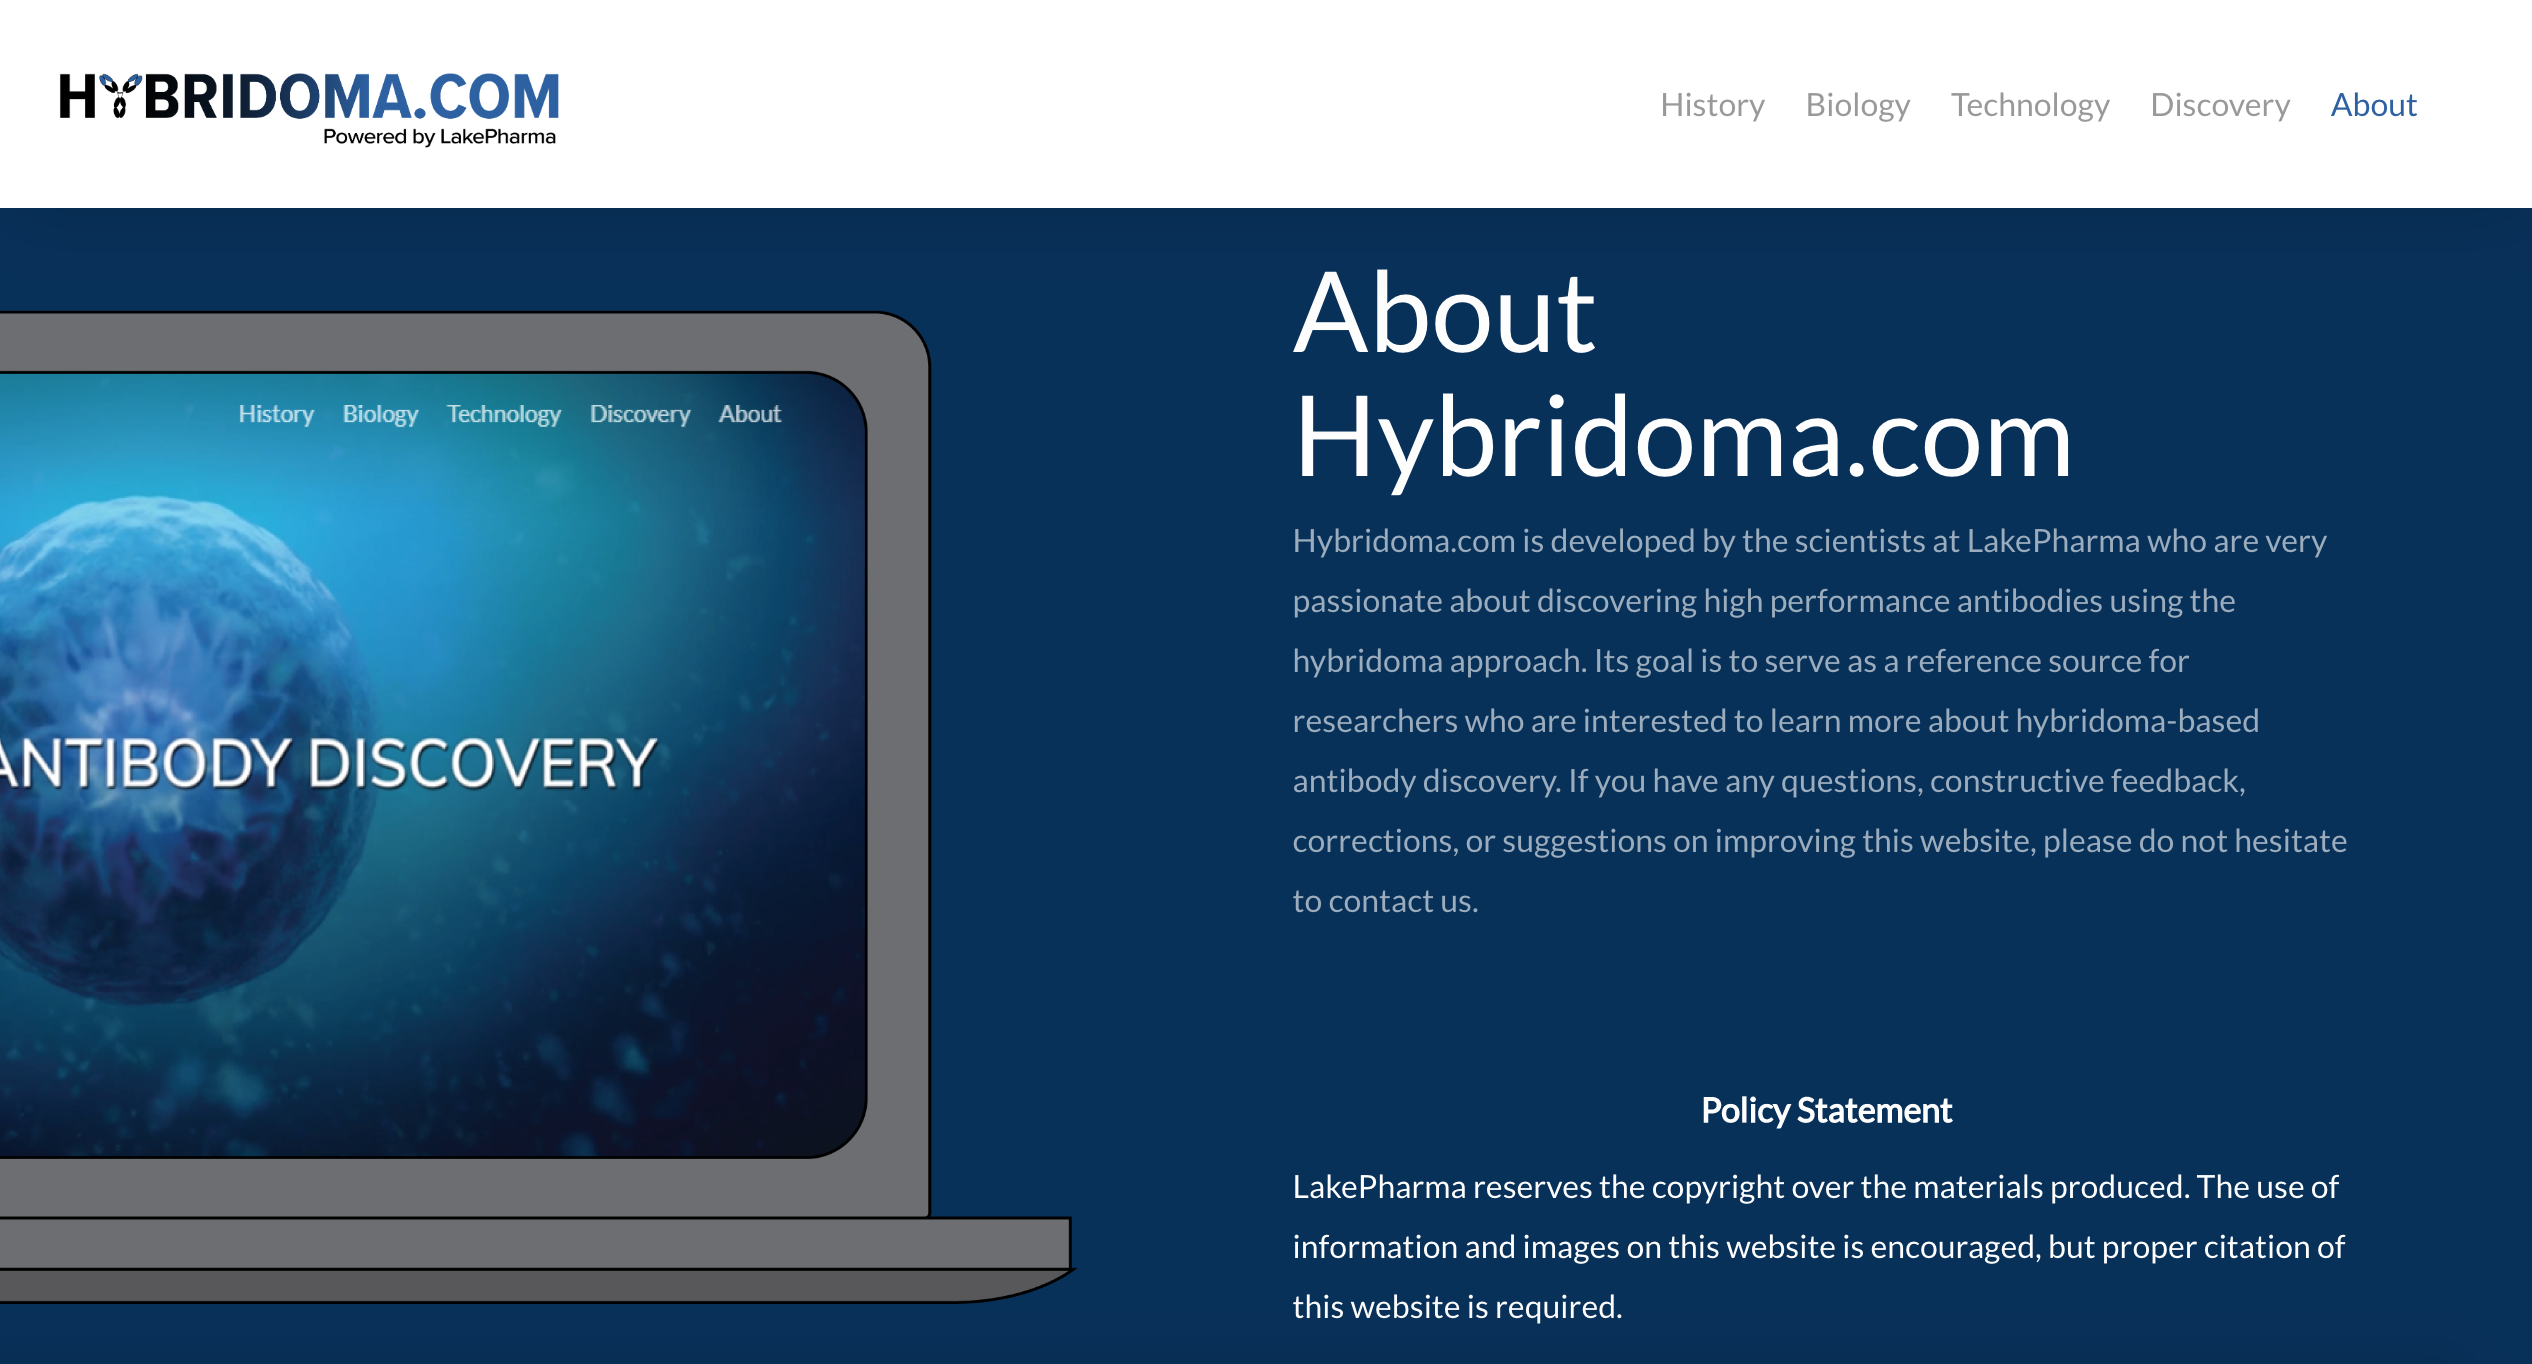 HYBRIDOMA.COM
Powered by LakePharma
History Biology Technology Discovery About
History Biology Technology Discovery About
ANTIBODY DISCOVERY
About
Hybridoma.com
Hybridoma.com is developed by the scientists at LakePharma who are very
passionate about discovering high performance antibodies using the
hybridoma approach. Its goal is to serve as a reference source for
researchers who are interested to learn more about hybridoma-based
antibody discovery. If you have any questions, constructive feedback,
corrections, or suggestions on improving this website, please do not hesitate
to contact us.
Policy Statement
LakePharma reserves the copyright over the materials produced. The use of
information and images on this website is encouraged, but proper citation of
this website is required.